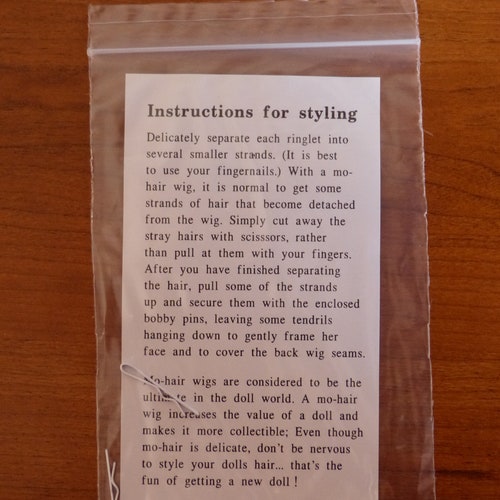 Instructions for styling
Delicately separate each ringlet into
several smaller strands. (It is best
to use your fingernails.) With a mo-
hair wig, it is normal to get some
strands of hair that become detached
from the wig. Simply cut away the
stray hairs with scisssors, rather
than pull at them with your fingers.
After you have finished separating
the hair, pull some of the strands
up and secure them with the enclosed
bobby pins, leaving some tendrils
hanging down to gently frame her
face and to cover the back wig seams.
Mo-hair wigs are considered to be the
ultimate in the doll world. A mo-hair
wig increases the value of a doll and
makes it more collectible; Even though
mo-hair is delicate, don't be nervous
to style your dolls hair... that's the
fun of getting a new doll !